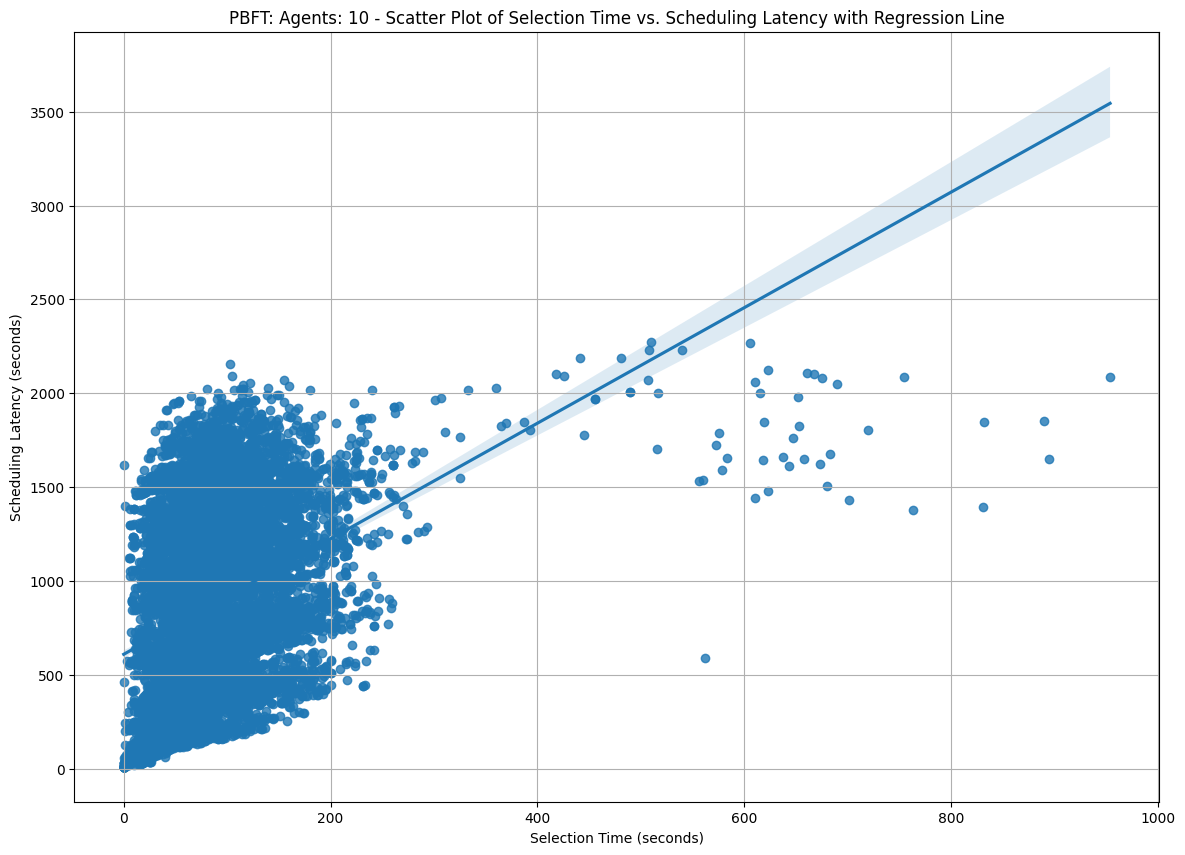 PBFT: Agents: 10 - Scatter Plot of Selection Time vs. Scheduling Latency with Regression Line
3500
3000
2500
2000
1500
1000
500
0
Scheduling Latency (seconds)
0 200 400 600 800 1000
Selection Time (seconds)